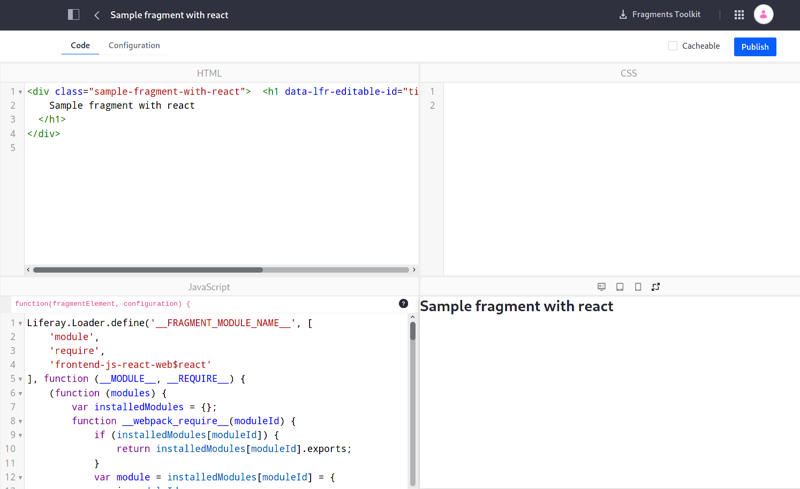 Sample fragment with react
Fragments Toolkit
Code
Configuration
Cacheable
Publish
HTML
CSS
1 <div class="sample-fragment-with-react">  <h1 data-lfr-editable-id="ti
2     Sample fragment with react
3   </h1>
4 </div>
5
1
2
JavaScript
function(fragmentElement, configuration) {
?
1 Liferay.Loader.define('__FRAGMENT_MODULE_NAME__', [
2     'module',
3     'require',
4     'frontend-js-react-web$react'
5 ], function (__MODULE__, __REQUIRE__) {
6     (function (modules) {
7         var installedModules = {};
8         function __webpack_require__(moduleId) {
9             if (installedModules[moduleId]) {
10                 return installedModules[moduleId].exports;
11             }
12             var module = installedModules[moduleId] = {
Sample fragment with react